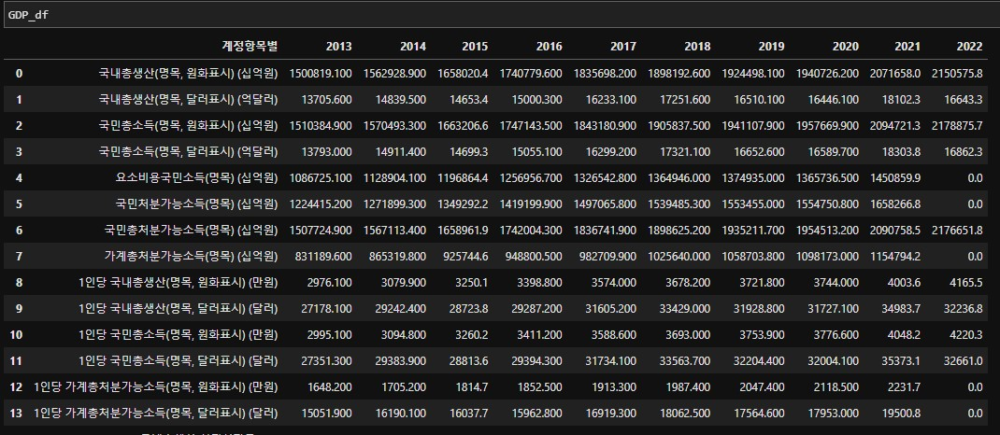 GDP_df
계정항목별 2013 2014 2015 2016 2017 2018 2019 2020 2021 2022
0 국내총생산(명목, 원화표시) (십억원) 1500819.100 1562928.900 1658020.4 1740779.600 1835698.200 1898192.600 1924498.100 1940726.200 2071658.0 2150575.8
1 국내총생산(명목, 달러표시) (억달러) 13705.600 14839.500 14653.4 15000.300 16233.100 17251.600 16510.100 16446.100 18102.3 16643.3
2 국민총소득(명목, 원화표시) (십억원) 1510384.900 1570493.300 1663206.6 1747143.500 1843180.900 1905837.500 1941107.900 1957669.900 2094721.3 2178875.7
3 국민총소득(명목, 달러표시) (억달러) 13793.000 14911.400 14699.3 15055.100 16299.200 17321.100 16652.600 16589.700 18303.8 16862.3
4 요소비용국민소득(명목) (십억원) 1086725.100 1128904.100 1196864.4 1256956.700 1326542.800 1364946.000 1374935.000 1365736.500 1450859.9 0.0
5 국민처분가능소득(명목) (십억원) 1224415.200 1271899.300 1349292.2 1419199.900 1497065.800 1539485.300 1553455.000 1554750.800 1658266.8 0.0
6 국민총처분가능소득(명목) (십억원) 1507724.900 1567113.400 1658961.9 1742004.300 1836741.900 1898625.200 1935211.700 1954513.200 2090758.5 2176651.8
7 가계총처분가능소득(명목) (십억원) 831189.600 865319.800 925744.6 948800.500 982709.900 1025640.000 1058703.800 1098173.000 1154794.2 0.0
8 1인당 국내총생산(명목, 원화표시) (만원) 2976.100 3079.900 3250.1 3398.800 3574.000 3678.200 3721.800 3744.000 4003.6 4165.5
9 1인당 국내총생산(명목, 달러표시) (달러) 27178.100 29242.400 28723.8 29287.200 31605.200 33429.000 31928.800 31727.100 34983.7 32236.8
10 1인당 국민총소득(명목, 원화표시) (만원) 2995.100 3094.800 3260.2 3411.200 3588.600 3693.000 3753.900 3776.600 4048.2 4220.3
11 1인당 국민총소득(명목, 달러표시) (달러) 27351.300 29383.900 28813.6 29394.300 31734.100 33563.700 32204.400 32004.100 35373.1 32661.0
12 1인당 가계총처분가능소득(명목, 원화표시) (만원) 1648.200 1705.200 1814.7 1852.500 1913.300 1987.400 2047.400 2118.500 2231.7 0.0
13 1인당 가계총처분가능소득(명목, 달러표시) (달러) 15051.900 16190.100 16037.7 15962.800 16919.300 18062.500 17564.600 17953.000 19500.8 0.0